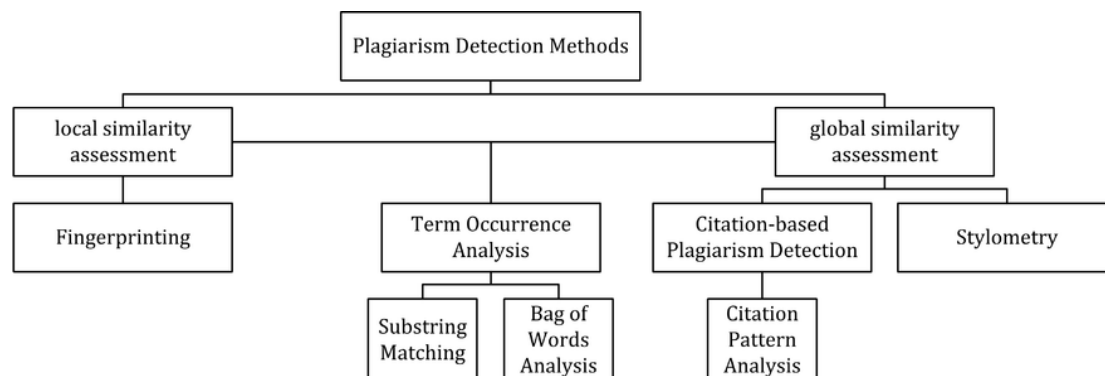 Plagiarism Detection Methods
local similarity
assessment
global similarity
assessment
Fingerprinting
Term Occurrence
Analysis
Citation-based
Plagiarism Detection
Stylometry
Substring
Matching
Bag of
Words
Analysis
Citation
Pattern
Analysis